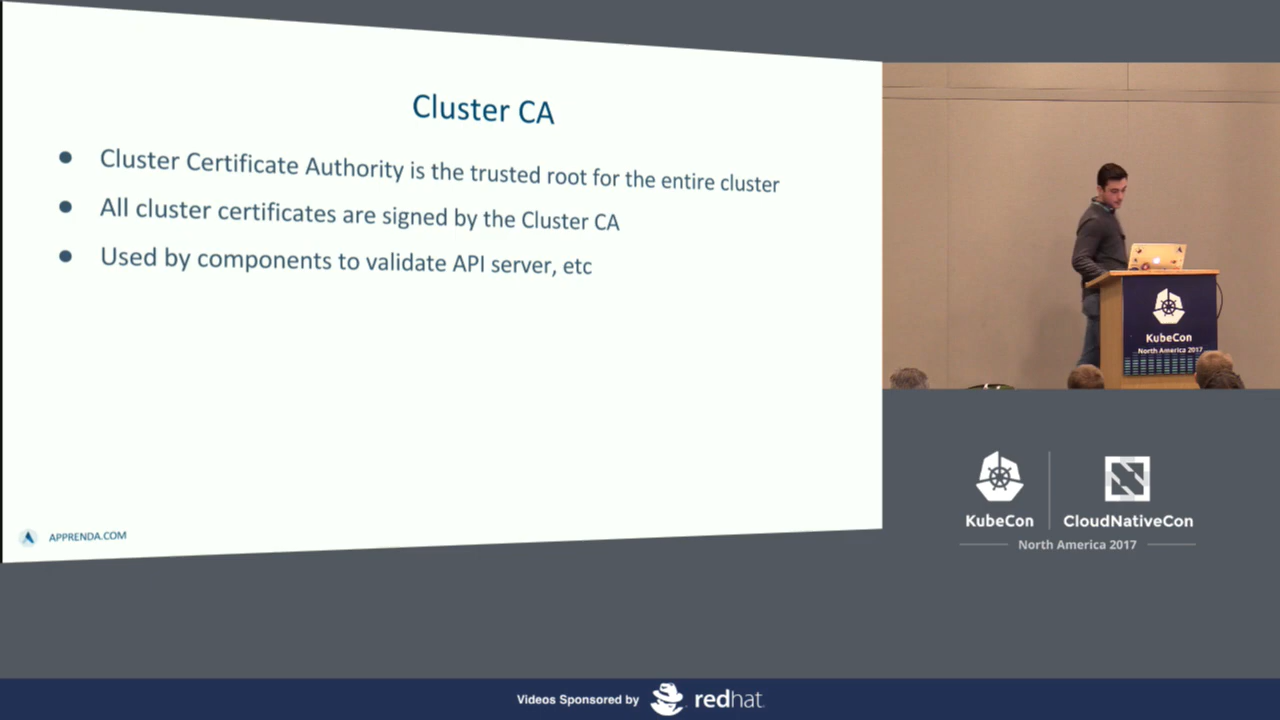 Cluster CA
● Cluster Certificate Authority is the trusted root for the entire cluster
● All cluster certificates are signed by the Cluster CA
● Used by components to validate API server, etc
APPRENDA.COM
KubeCon
North America 2017
KubeCon
CloudNativeCon
North America 2017
Videos Sponsored by
redhat